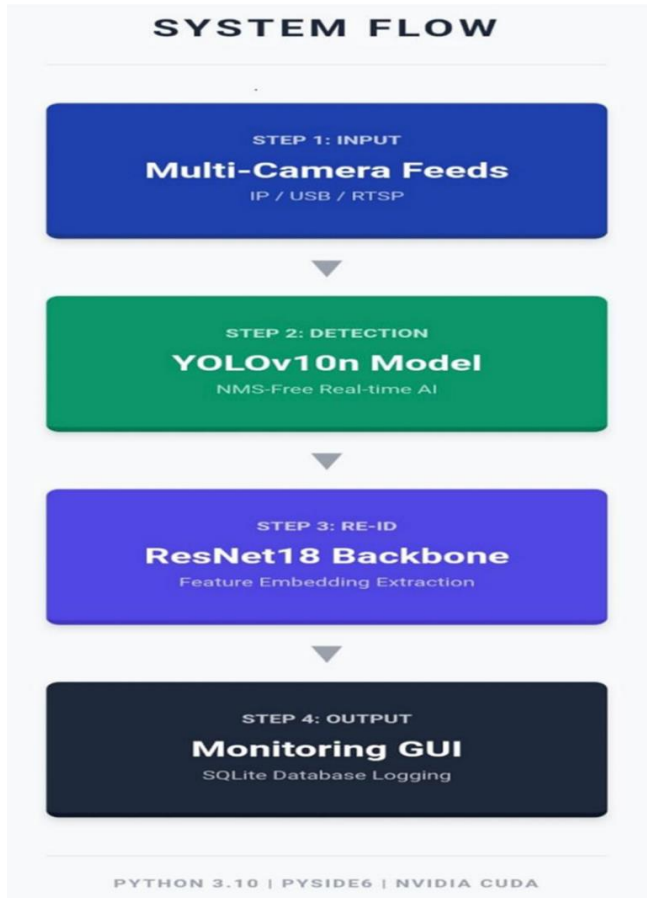 SYSTEM FLOW
STEP 1: INPUT
Multi-Camera Feeds
IP / USB / RTSP
STEP 2: DETECTION
YOLOv10n Model
NMS-Free Real-time AI
STEP 3: RE-ID
ResNet18 Backbone
Feature Embedding Extraction
STEP 4: OUTPUT
Monitoring GUI
SQLite Database Logging
PYTHON 3.10 | PYSIDE6 | NVIDIA CUDA